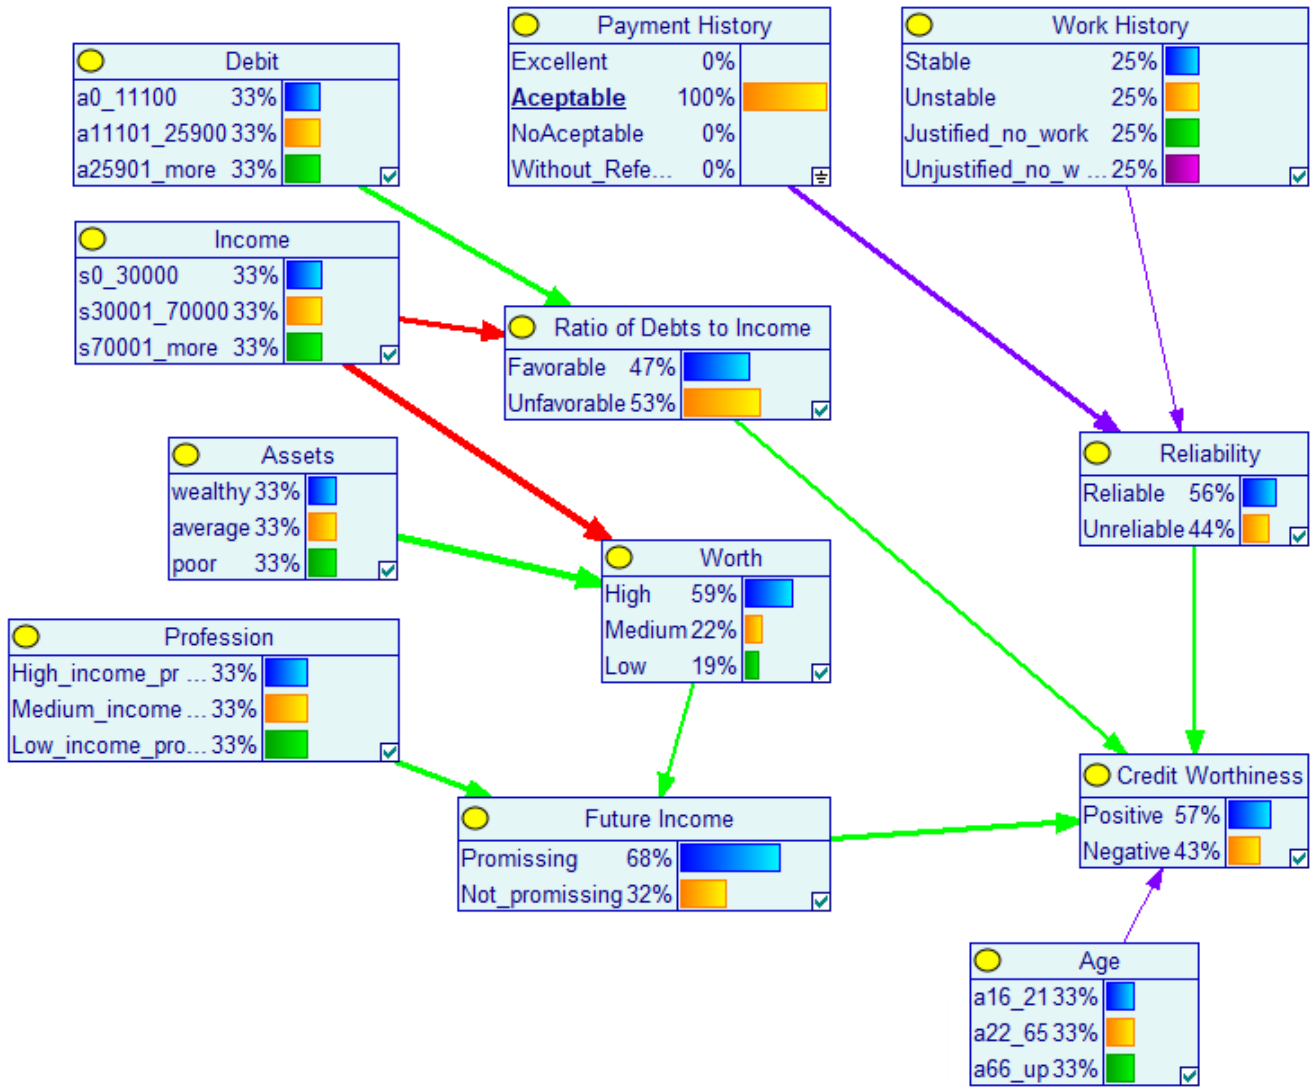 Debit
a0_11100 33%
a11101_25900 33%
a25901_more 33%
Payment History
Excellent 0%
Aceptable 100%
NoAceptable 0%
Without_Refe... 0%
Work History
Stable 25%
Unstable 25%
Justified_no_work 25%
Unjustified_no_w ... 25%
Income
s0_30000 33%
s30001_70000 33%
s70001_more 33%
Ratio of Debts to Income
Favorable 47%
Unfavorable 53%
Assets
wealthy 33%
average 33%
poor 33%
Reliability
Reliable 56%
Unreliable 44%
Worth
High 59%
Medium 22%
Low 19%
Profession
High_income_pr ... 33%
Medium_income ... 33%
Low_income_pro... 33%
Future Income
Promissing 68%
Not_promissing 32%
Credit Worthiness
Positive 57%
Negative 43%
Age
a16_21 33%
a22_65 33%
a66_up 33%